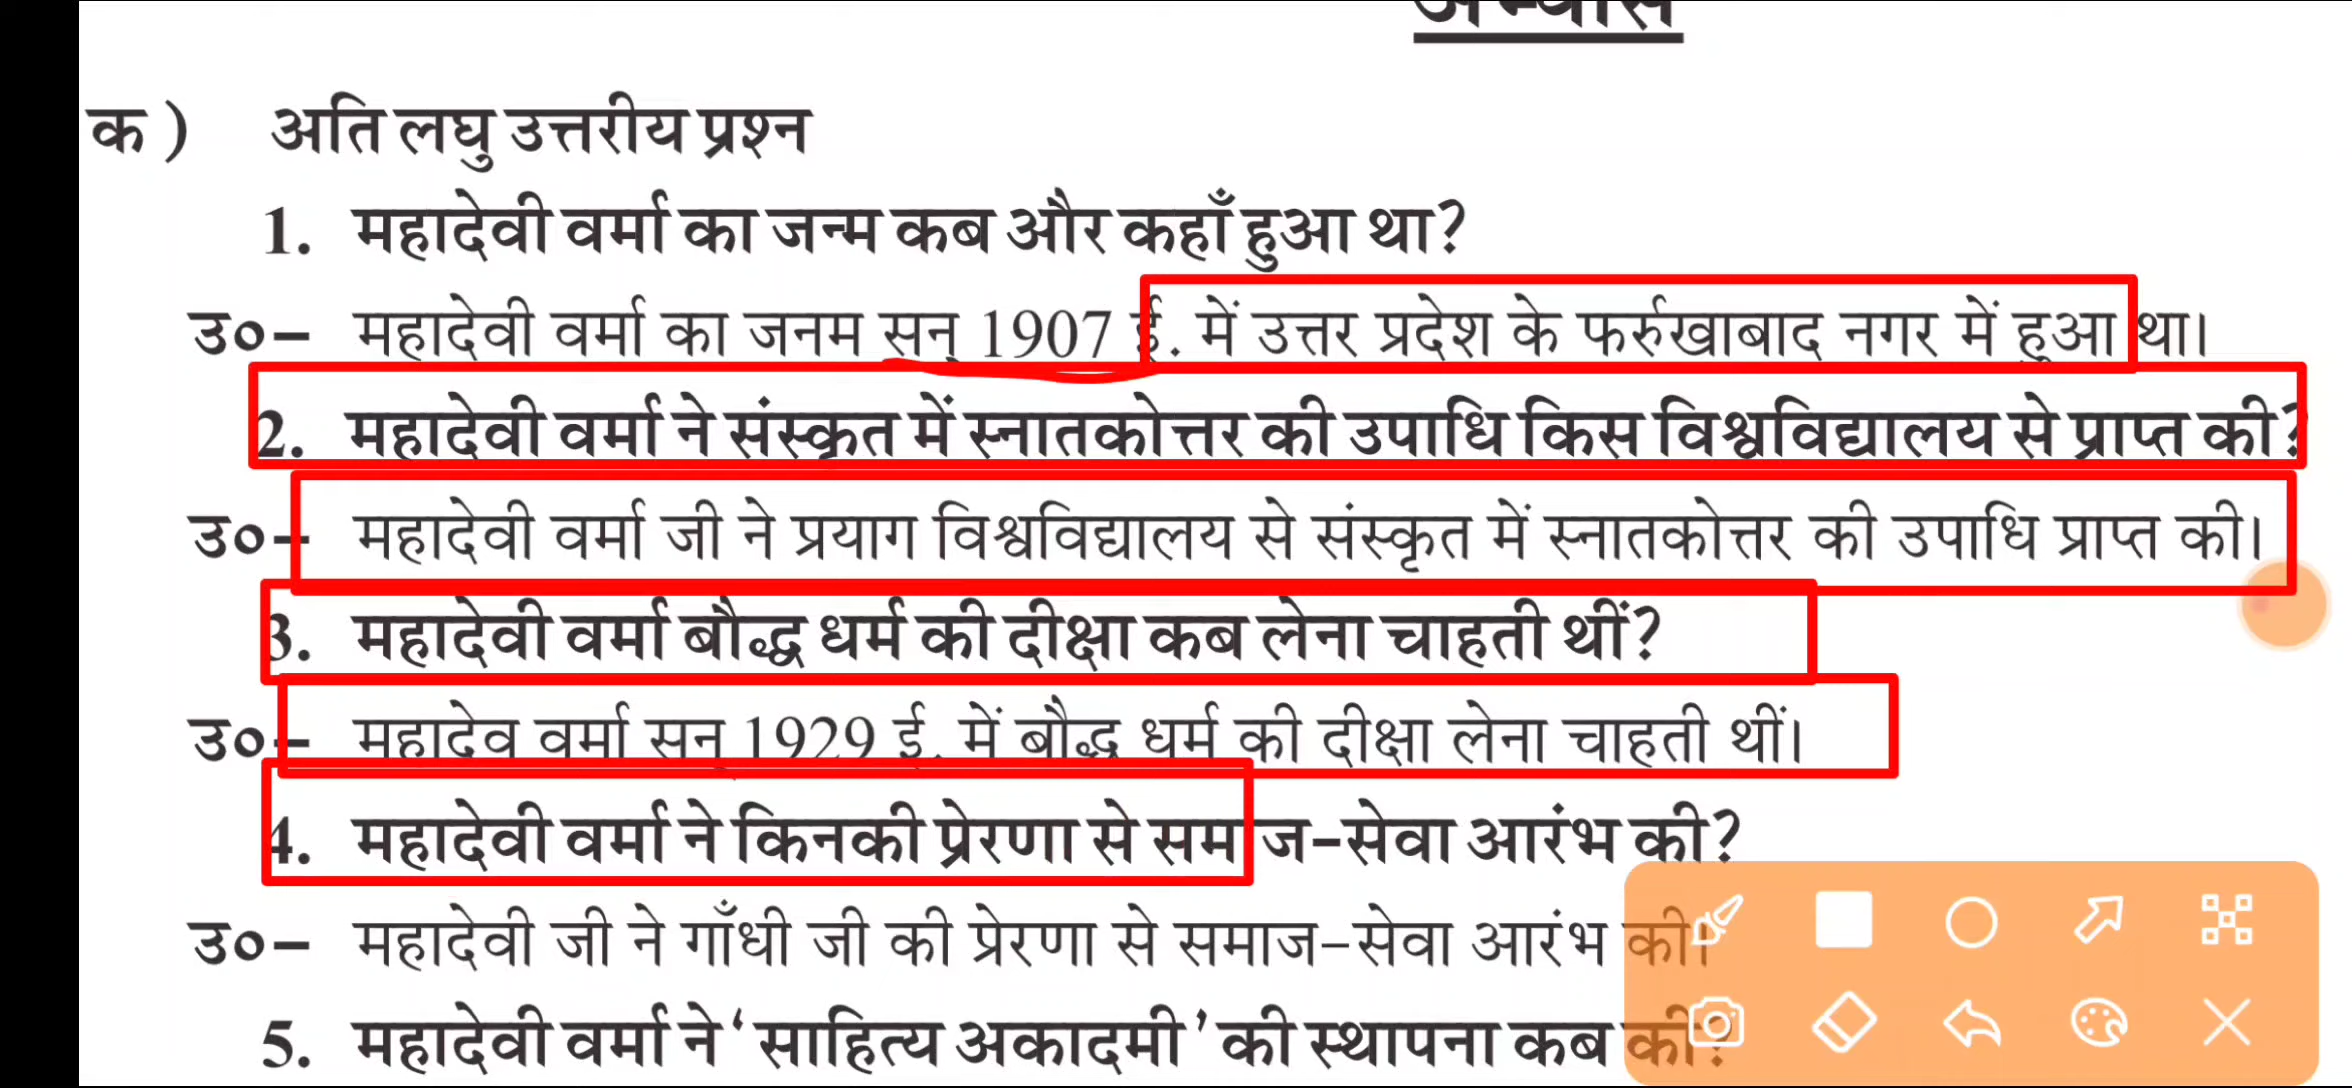 अभ्यास
क) अति लघु उत्तरीय प्रश्न
1. महादेवी वर्मा का जन्म कब और कहाँ हुआ था?
उ०– महादेवी वर्मा का जनम सन् 1907 ई. में उत्तर प्रदेश के फर्रुखाबाद नगर में हुआ था।
2. महादेवी वर्मा ने संस्कृत में स्नातकोत्तर की उपाधि किस विश्वविद्यालय से प्राप्त की?
उ०– महादेवी वर्मा जी ने प्रयाग विश्वविद्यालय से संस्कृत में स्नातकोत्तर की उपाधि प्राप्त की।
3. महादेवी वर्मा बौद्ध धर्म की दीक्षा कब लेना चाहती थीं?
उ०– महादेव वर्मा सन् 1929 ई. में बौद्ध धर्म की दीक्षा लेना चाहती थीं।
4. महादेवी वर्मा ने किनकी प्रेरणा से समाज-सेवा आरंभ की?
उ०– महादेवी जी ने गाँधी जी की प्रेरणा से समाज-सेवा आरंभ की।
5. महादेवी वर्मा ने ‘साहित्य अकादमी’ की स्थापना कब की?